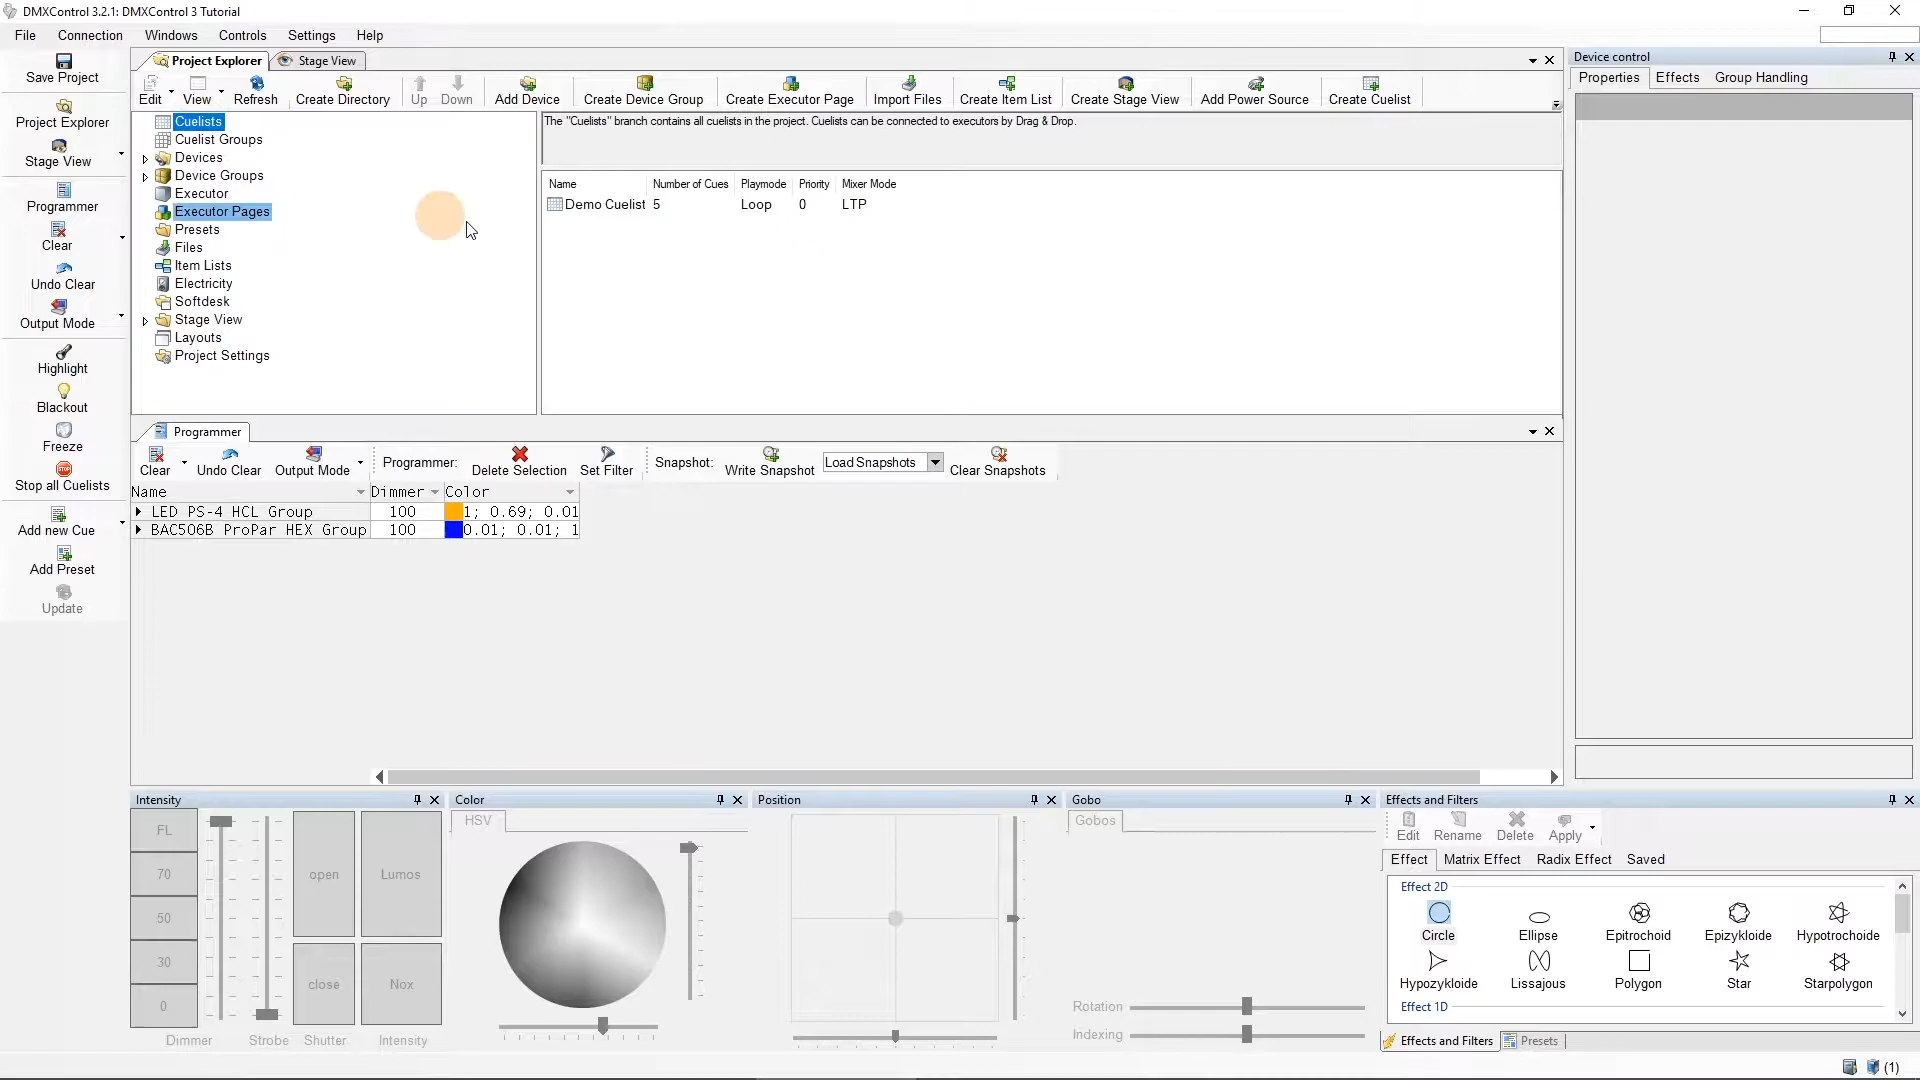 DMXControl 3.2.1: DMXControl 3 Tutorial
File Connection Windows Controls Settings Help
Save Project
Project Explorer
Stage View
Programmer
Clear
Undo Clear
Output Mode
Highlight
Blackout
Freeze
STOP
Stop all Cuelists
Add new Cue
Add Preset
Update
Project Explorer Stage View
Edit View Refresh Create Directory Up Down Add Device Create Device Group Create Executor Page Import Files Create Item List Create Stage View Add Power Source Create Cuelist
Cuelists
Cuelist Groups
Devices
Device Groups
Executor
Executor Pages
Presets
Files
Item Lists
Electricity
Softdesk
Stage View
Layouts
Project Settings
The "Cuelists" branch contains all cuelists in the project. Cuelists can be connected to executors by Drag & Drop.
Name Number of Cues Playmode Priority Mixer Mode
Demo Cuelist 5 Loop 0 LTP
Programmer
Clear Undo Clear Output Mode Programmer: Delete Selection Set Filter Snapshot: Write Snapshot Load Snapshots Clear Snapshots
Name Dimmer Color
LED PS-4 HCL Group 100 1; 0.69; 0.01
BAC506B ProPar HEX Group 100 0.01; 0.01; 1
Device control
Properties Effects Group Handling
Intensity
FL
70
50
30
0
open Lumos
close Nox
Dimmer Strobe Shutter Intensity
Color
HSV
Position
Gobo
Gobos
Rotation
Indexing
Effects and Filters
Edit Rename Delete Apply
Effect Matrix Effect Radix Effect Saved
Effect 2D
Circle Ellipse Epitrochoid Epizykloide Hypotrochoide
Hypozykloide Lissajous Polygon Star Starpolygon
Effect 1D
Effects and Filters Presets
(1)